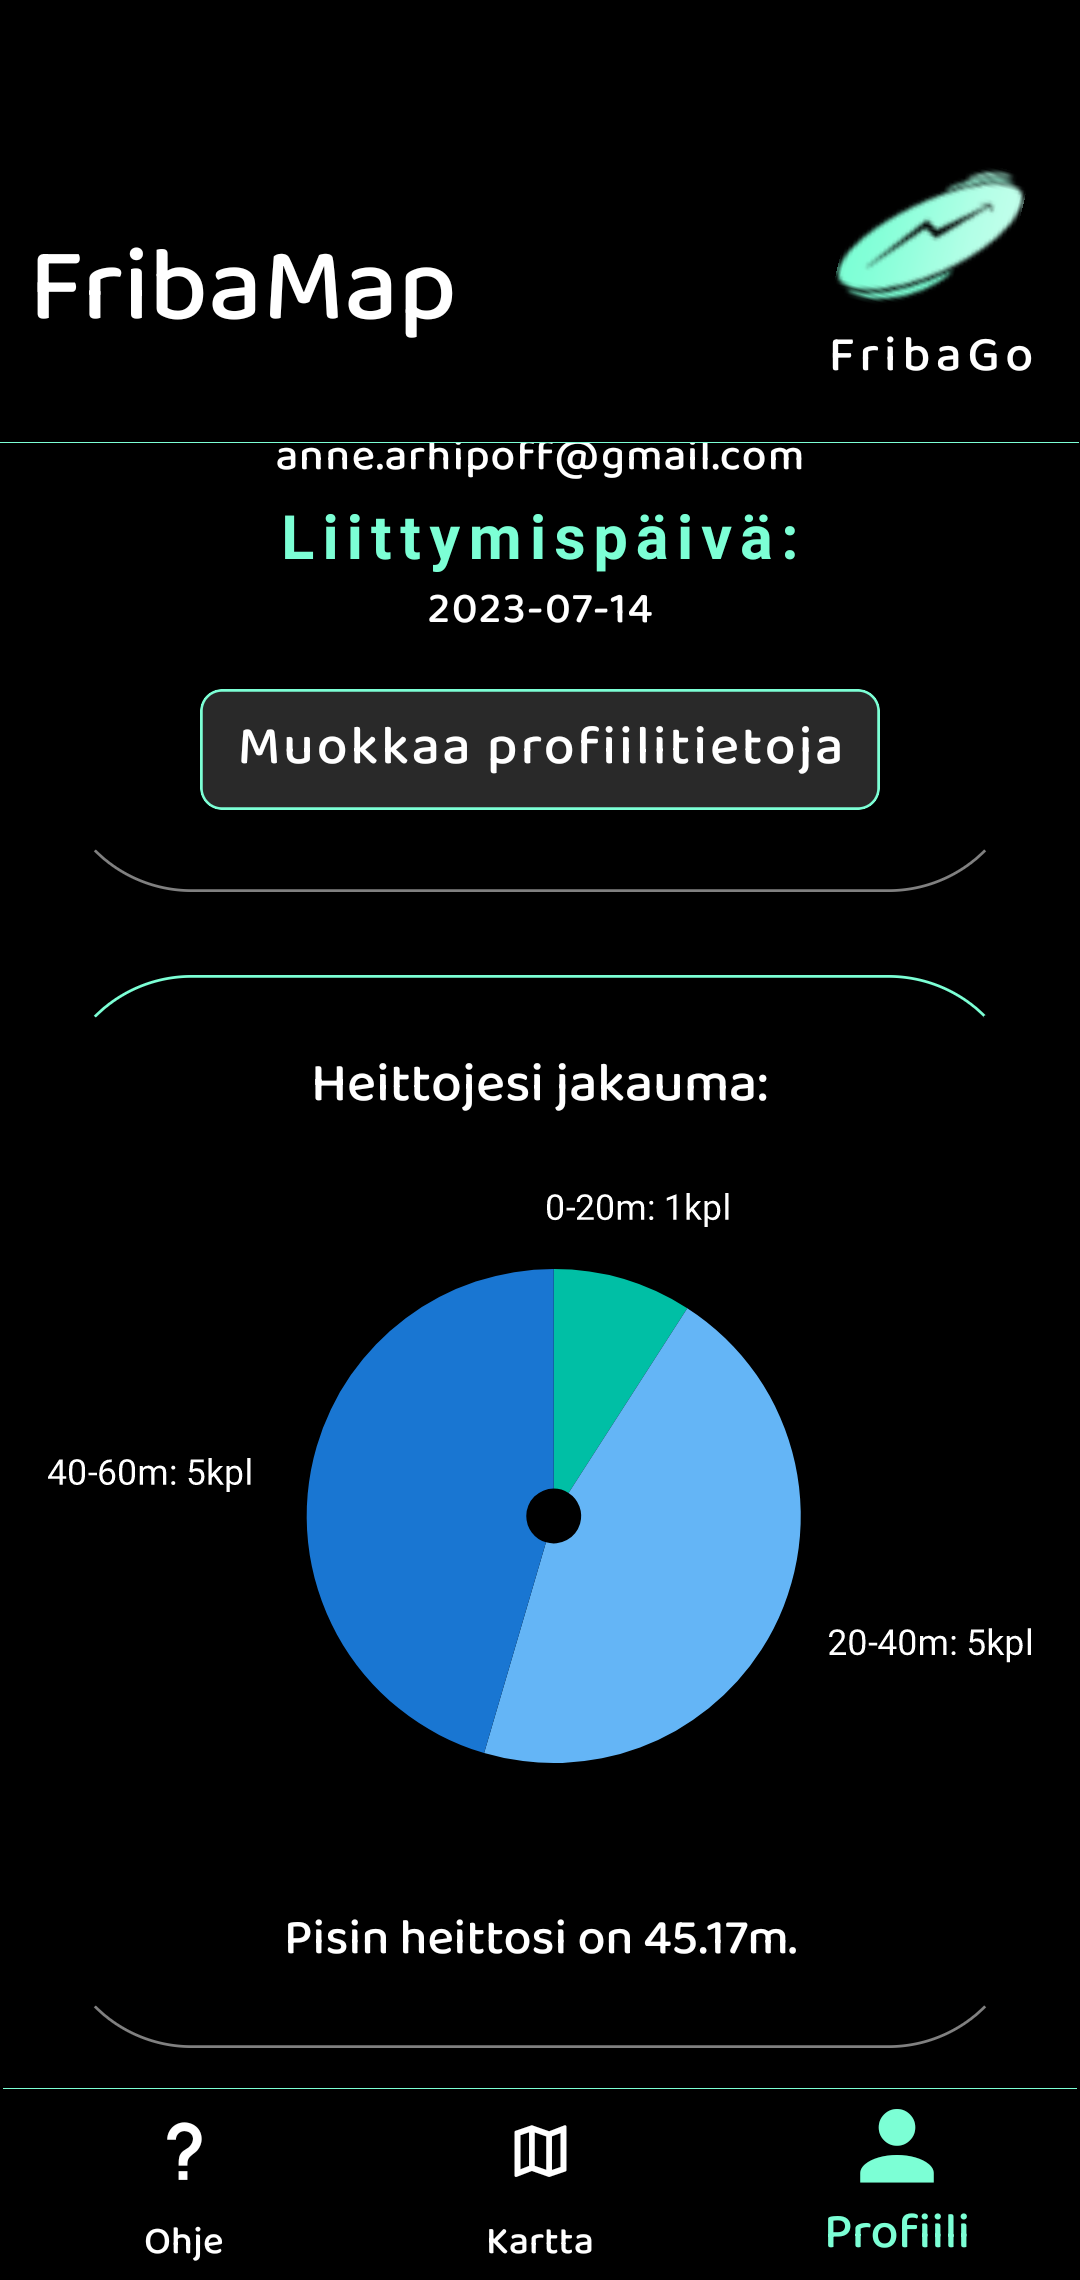 FribaMap
FribaGo
anne.arhipoff@gmail.com
Liittymispäivä:
2023-07-14
Muokkaa profiilitietoja
Heittojesi jakauma:
0-20m: 1kpl
40-60m: 5kpl
20-40m: 5kpl
Pisin heittosi on 45.17m.
Ohje
Kartta
Profiili